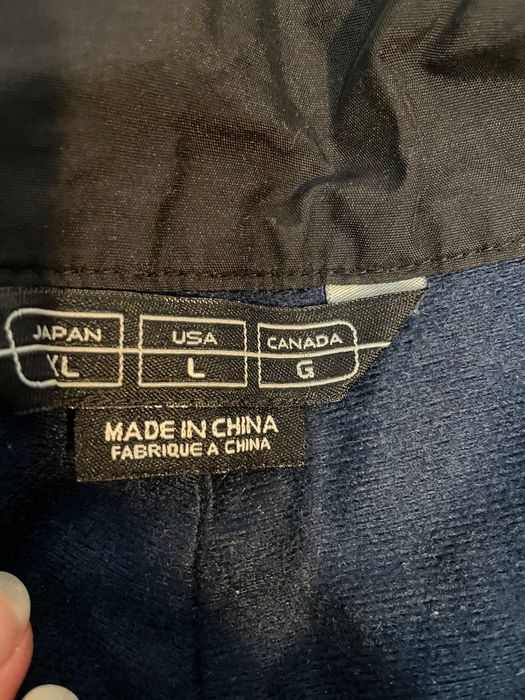 JAPAN USA CANADA
XL L G
MADE IN CHINA
FABRIQUE A CHINA